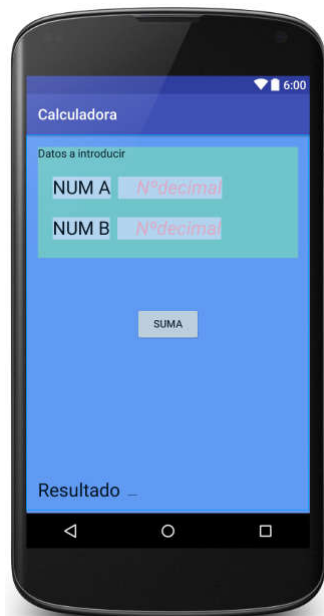 6:00
Calculadora
Datos a introducir
NUM A Nºdecimal
NUM B Nºdecimal
SUMA
Resultado _